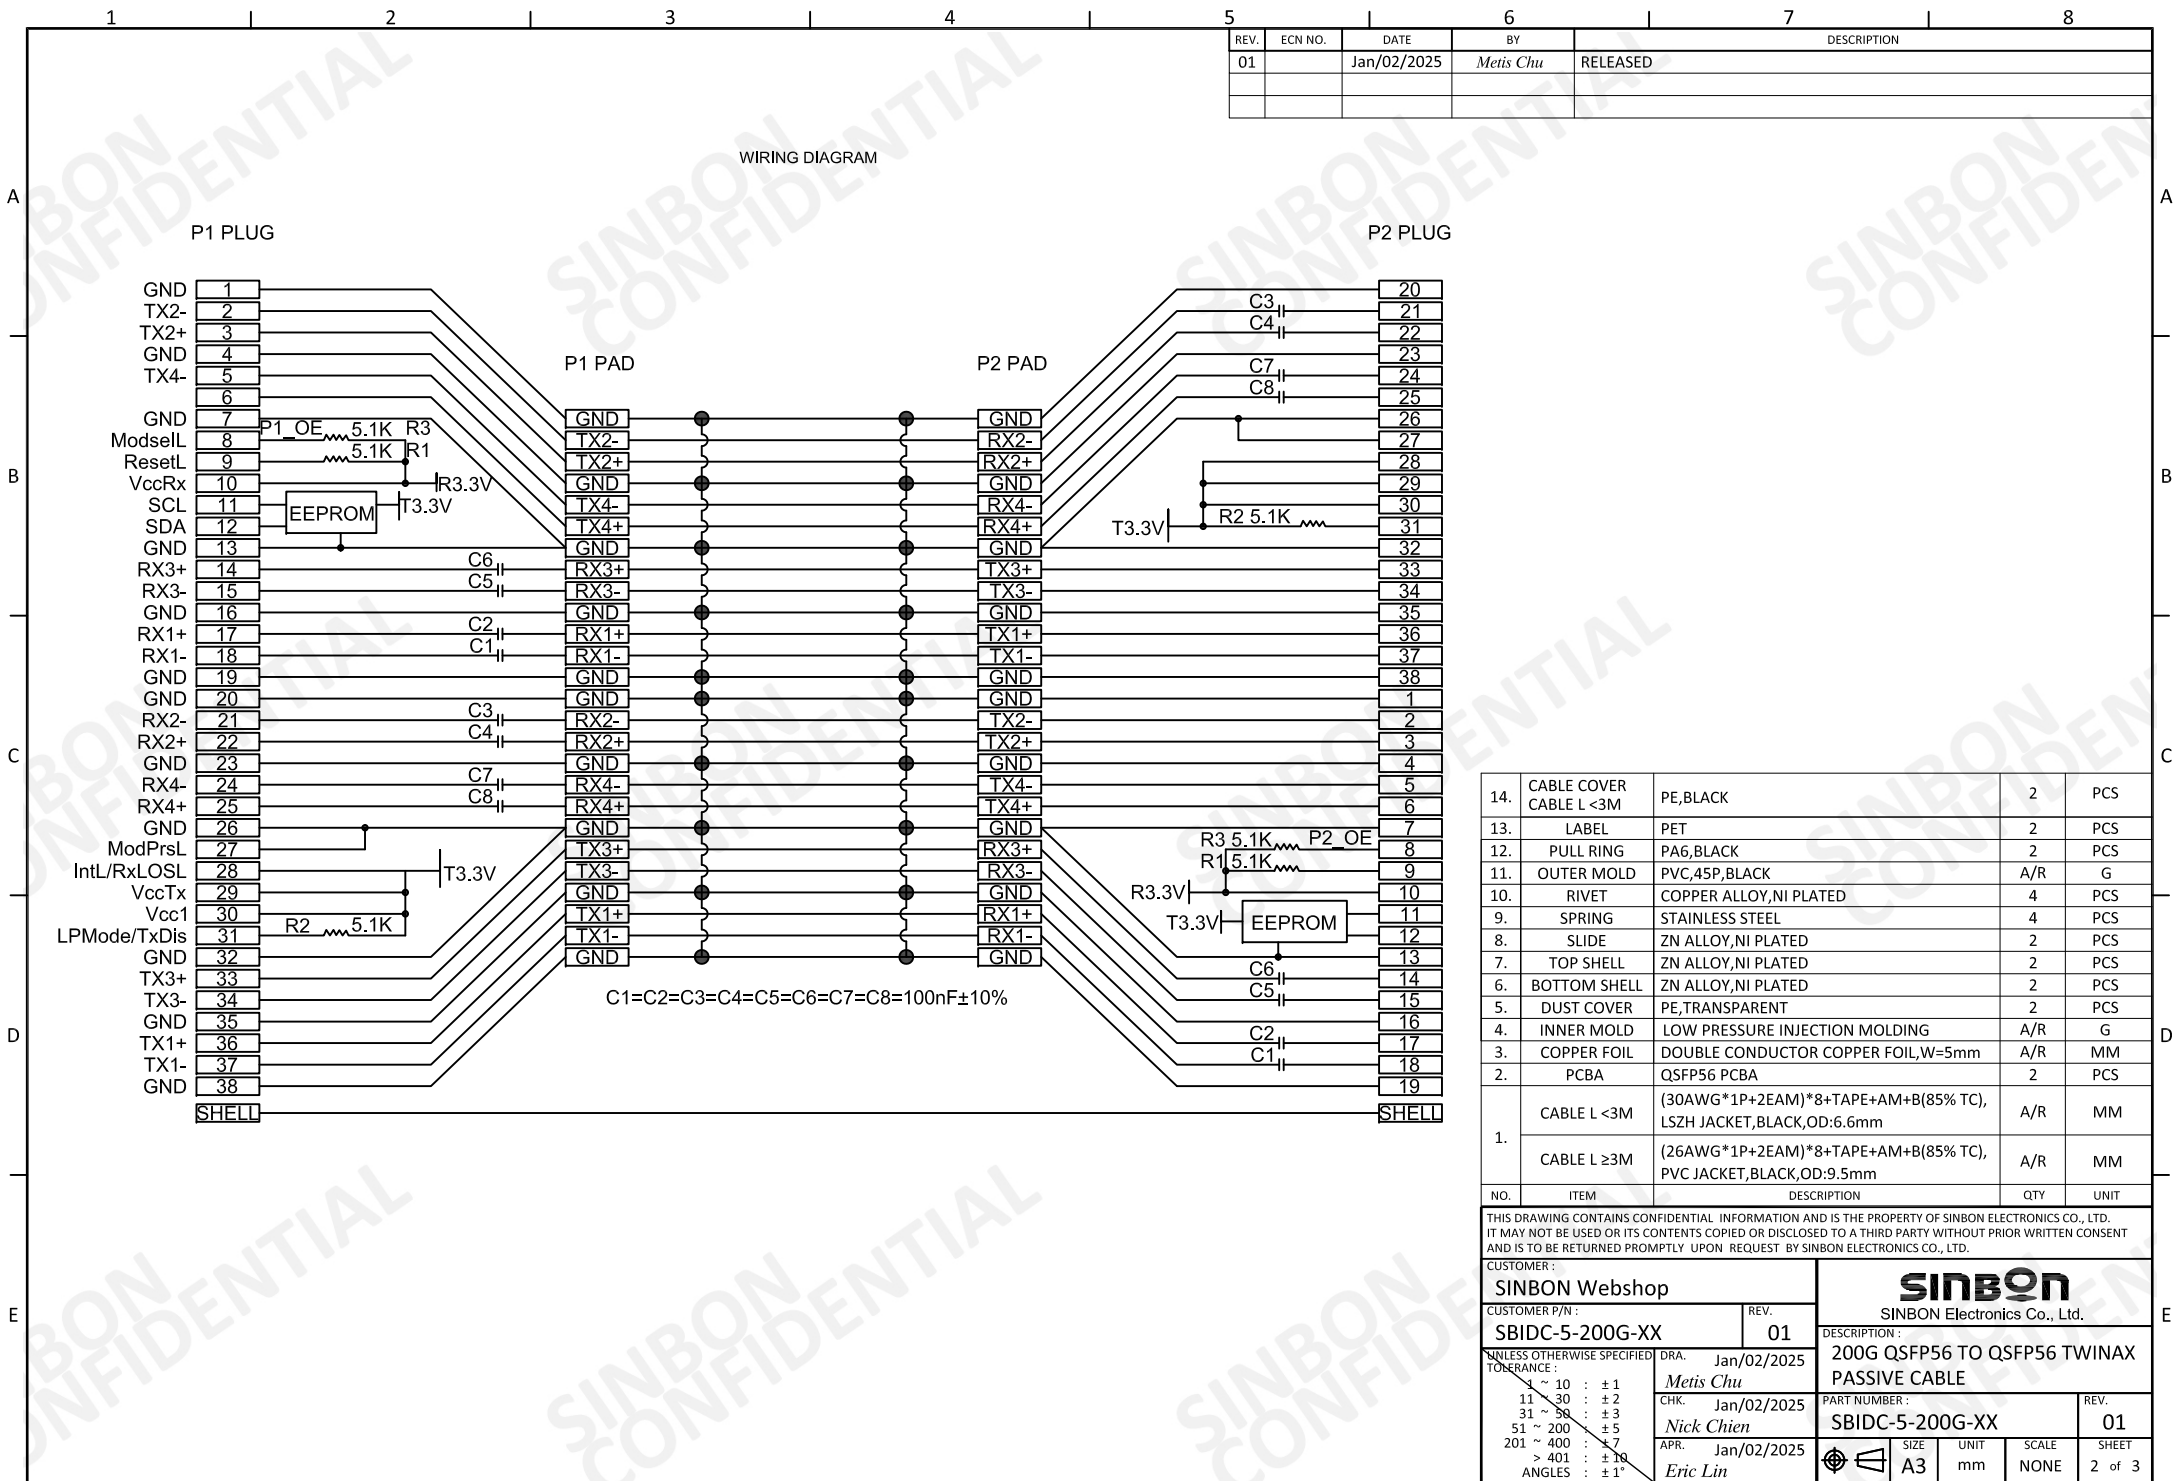 1 2 3 4 5 6 7 8
REV. ECN NO. DATE BY DESCRIPTION
01 Jan/02/2025 Metis Chu RELEASED
WIRING DIAGRAM
A A
P1 PLUG P2 PLUG
P1 PAD P2 PAD
GND 1 20
TX2- 2 C3 21
TX2+ 3 C4 22
GND 4 23
TX4- 5 C7 24
6 C8 25
GND 7 GND GND 26
ModselL 8 P1_OE 5.1K R3 TX2- RX2- 27
ResetL 9 5.1K R1 TX2+ RX2+ 28
B B
VccRx 10 R3.3V GND GND 29
SCL 11 EEPROM T3.3V TX4- RX4- 30
SDA 12 TX4+ RX4+ T3.3V R2 5.1K 31
GND 13 GND GND 32
RX3+ 14 C6 RX3+ TX3+ 33
RX3- 15 C5 RX3- TX3- 34
GND 16 GND GND 35
RX1+ 17 C2 RX1+ TX1+ 36
RX1- 18 C1 RX1- TX1- 37
GND 19 GND GND 38
GND 20 GND GND 1
RX2- 21 C3 RX2- TX2- 2
RX2+ 22 C4 RX2+ TX2+ 3
C C
GND 23 GND GND 4
RX4- 24 C7 RX4- TX4- 5
RX4+ 25 C8 RX4+ TX4+ 6
GND 26 GND GND 7
ModPrsL 27 TX3+ RX3+ R3 5.1K P2_OE 8
IntL/RxLOSL 28 T3.3V TX3- RX3- R1 5.1K 9
VccTx 29 GND GND R3.3V 10
Vcc1 30 TX1+ RX1+ T3.3V EEPROM 11
LPMode/TxDis 31 R2 5.1K TX1- RX1- 12
GND 32 GND GND 13
TX3+ 33 C6 14
TX3- 34 C5 15
C1=C2=C3=C4=C5=C6=C7=C8=100nF±10%
GND 35 16
D D
TX1+ 36 C2 17
TX1- 37 C1 18
GND 38 19
SHELL SHELL
14. CABLE COVER CABLE L <3M PE,BLACK 2 PCS
13. LABEL PET 2 PCS
12. PULL RING PA6,BLACK 2 PCS
11. OUTER MOLD PVC,45P,BLACK A/R G
10. RIVET COPPER ALLOY,NI PLATED 4 PCS
9. SPRING STAINLESS STEEL 4 PCS
8. SLIDE ZN ALLOY,NI PLATED 2 PCS
7. TOP SHELL ZN ALLOY,NI PLATED 2 PCS
6. BOTTOM SHELL ZN ALLOY,NI PLATED 2 PCS
5. DUST COVER PE,TRANSPARENT 2 PCS
4. INNER MOLD LOW PRESSURE INJECTION MOLDING A/R G
3. COPPER FOIL DOUBLE CONDUCTOR COPPER FOIL,W=5mm A/R MM
2. PCBA QSFP56 PCBA 2 PCS
1. CABLE L <3M (30AWG*1P+2EAM)*8+TAPE+AM+B(85% TC), A/R MM
LSZH JACKET,BLACK,OD:6.6mm
CABLE L ≥3M (26AWG*1P+2EAM)*8+TAPE+AM+B(85% TC), A/R MM
PVC JACKET,BLACK,OD:9.5mm
NO. ITEM DESCRIPTION QTY UNIT
THIS DRAWING CONTAINS CONFIDENTIAL INFORMATION AND IS THE PROPERTY OF SINBON ELECTRONICS CO., LTD.
IT MAY NOT BE USED OR ITS CONTENTS COPIED OR DISCLOSED TO A THIRD PARTY WITHOUT PRIOR WRITTEN CONSENT
AND IS TO BE RETURNED PROMPTLY UPON REQUEST BY SINBON ELECTRONICS CO., LTD.
E E
CUSTOMER :
SINBON Webshop
CUSTOMER P/N :
SBIDC-5-200G-XX
REV.
01
SINBON
SINBON Electronics Co., Ltd.
DESCRIPTION :
200G QSFP56 TO QSFP56 TWINAX
PASSIVE CABLE
UNLESS OTHERWISE SPECIFIED
TOLERANCE :
1 ~ 10 : ± 1
11 ~ 30 : ± 2
31 ~ 50 : ± 3
51 ~ 200 : ± 5
201 ~ 400 : ± 7
> 401 : ± 10
ANGLES : ± 1°
DRA. Jan/02/2025
Metis Chu
CHK. Jan/02/2025
Nick Chien
APR. Jan/02/2025
Eric Lin
PART NUMBER :
SBIDC-5-200G-XX
REV.
01
SIZE UNIT SCALE SHEET
A3 mm NONE 2 of 3
SINBON
CONFIDENTIAL